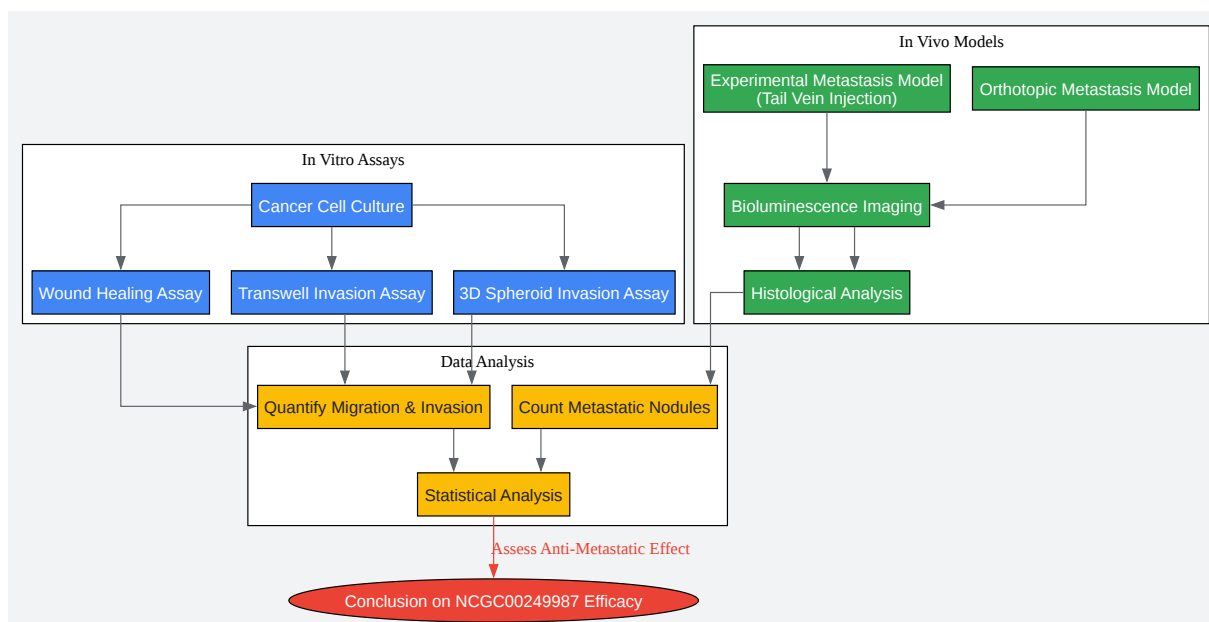 In Vivo Models
Experimental Metastasis Model
(Tail Vein Injection)
Orthotopic Metastasis Model
In Vitro Assays
Cancer Cell Culture
Bioluminescence Imaging
Wound Healing Assay
Transwell Invasion Assay
3D Spheroid Invasion Assay
Histological Analysis
Data Analysis
Quantify Migration & Invasion
Count Metastatic Nodules
Statistical Analysis
Assess Anti-Metastatic Effect
Conclusion on NCGC00249987 Efficacy